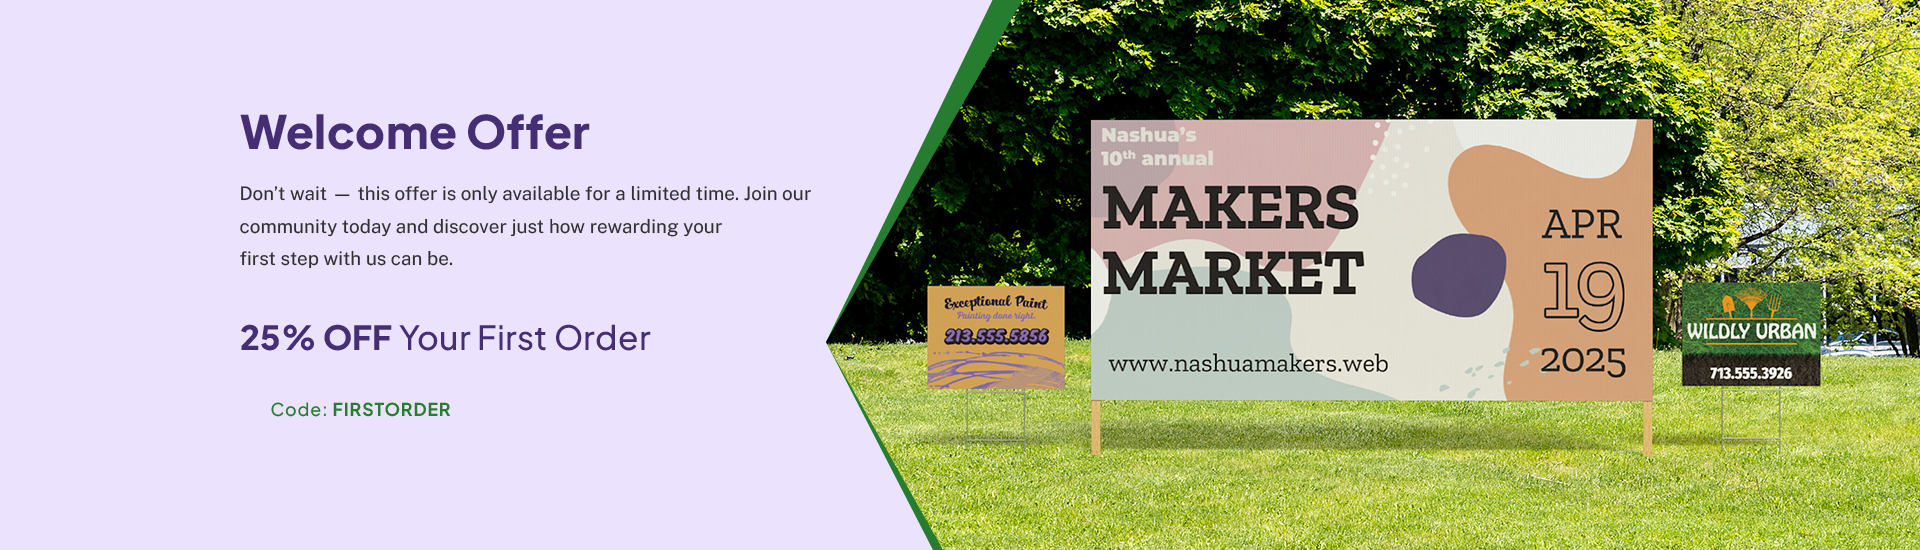 Welcome Offer
Don't wait — this offer is only available for a limited time. Join our
community today and discover just how rewarding your
first step with us can be.
25% OFF Your First Order
Code: FIRSTORDER
Nashua's
10th annual
MAKERS
MARKET
www.nashuamakers.web
APR
19
2025
Exceptional Paint
Painting done right.
213.555.5856
WILDLY URBAN
713.555.3926